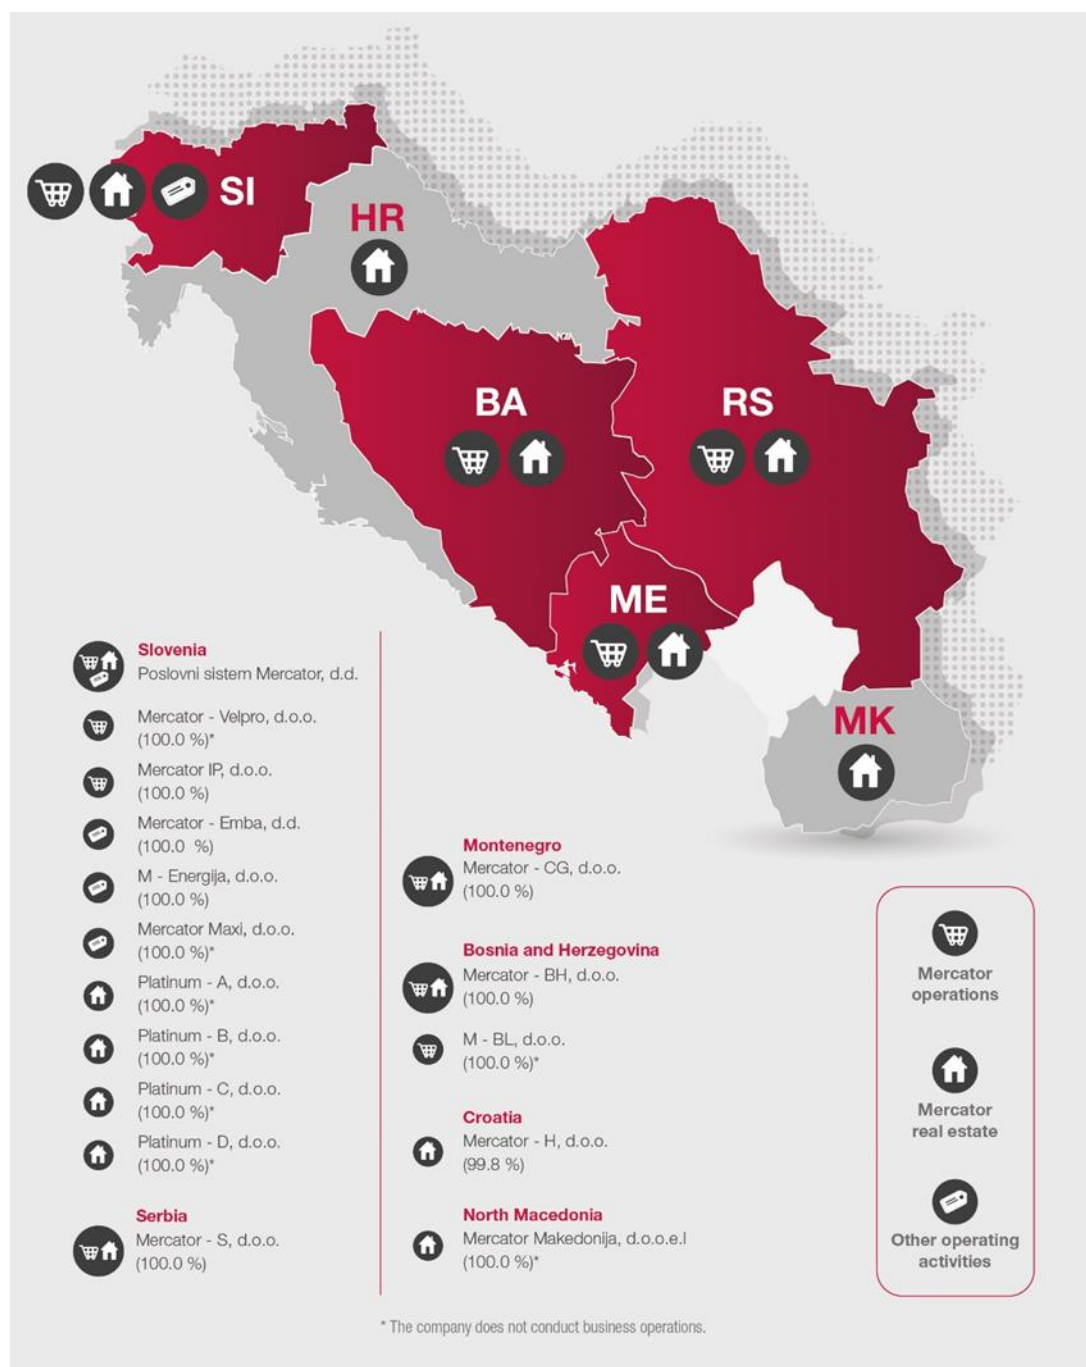 SI
HR
BA
RS
ME
MK
Slovenia
Poslovni sistem Mercator, d.d.
Mercator - Velpro, d.o.o.
(100.0 %)*
Mercator IP, d.o.o.
(100.0 %)
Mercator - Emba, d.d.
(100.0  %)
M - Energija, d.o.o.
(100.0 %)
Mercator Maxi, d.o.o.
(100.0 %)*
Platinum - A, d.o.o.
(100.0 %)*
Platinum - B, d.o.o.
(100.0 %)*
Platinum - C, d.o.o.
(100.0 %)*
Platinum - D, d.o.o.
(100.0 %)*
Serbia
Mercator - S, d.o.o.
(100.0 %)
Montenegro
Mercator - CG, d.o.o.
(100.0 %)
Bosnia and Herzegovina
Mercator - BH, d.o.o.
(100.0 %)
M - BL, d.o.o.
(100.0 %)*
Croatia
Mercator - H, d.o.o.
(99.8 %)
North Macedonia
Mercator Makedonija, d.o.o.e.l
(100.0 %)*
Mercator
operations
Mercator
real estate
Other operating
activities
* The company does not conduct business operations.